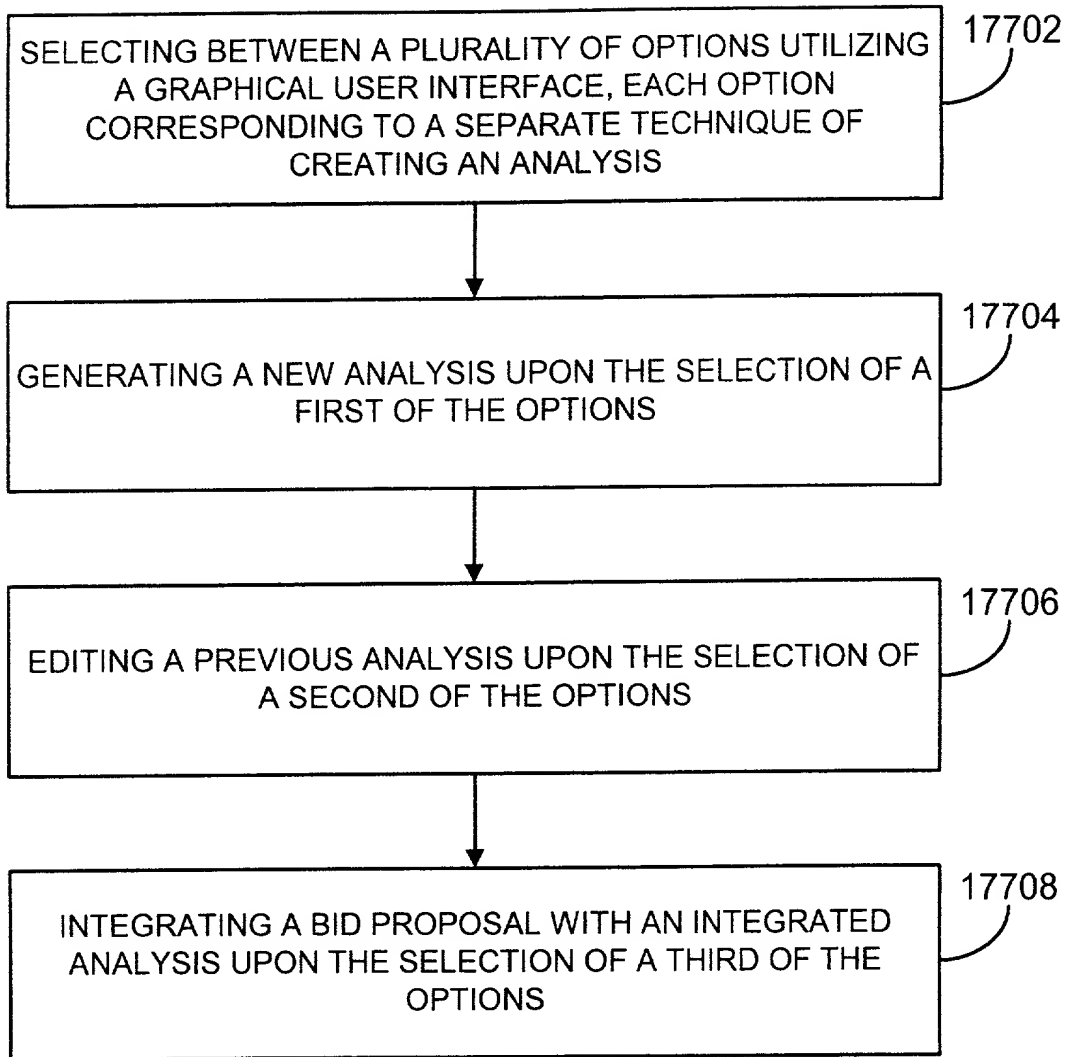 17702
SELECTING BETWEEN A PLURALITY OF OPTIONS UTILIZING
A GRAPHICAL USER INTERFACE, EACH OPTION
CORRESPONDING TO A SEPARATE TECHNIQUE OF
CREATING AN ANALYSIS
17704
GENERATING A NEW ANALYSIS UPON THE SELECTION OF A
FIRST OF THE OPTIONS
17706
EDITING A PREVIOUS ANALYSIS UPON THE SELECTION OF
A SECOND OF THE OPTIONS
17708
INTEGRATING A BID PROPOSAL WITH AN INTEGRATED
ANALYSIS UPON THE SELECTION OF A THIRD OF THE
OPTIONS